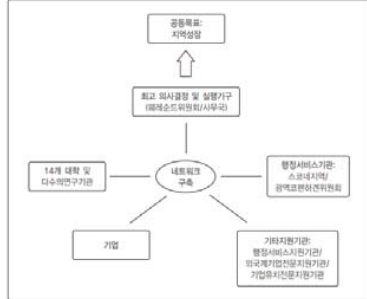 공동목표:
지역성장
최고 의사결정 및 실행기구
(웨레순드위원회/사무국)
14개 대학 및
다수의연구기관
네트워크
구축
행정서비스기관:
스코네지역/
광역코펜하겐위원회
기업
기타지원기관:
행정서비스지원기관/
외국계기업전문지원기관/
기업유치전문지원기관